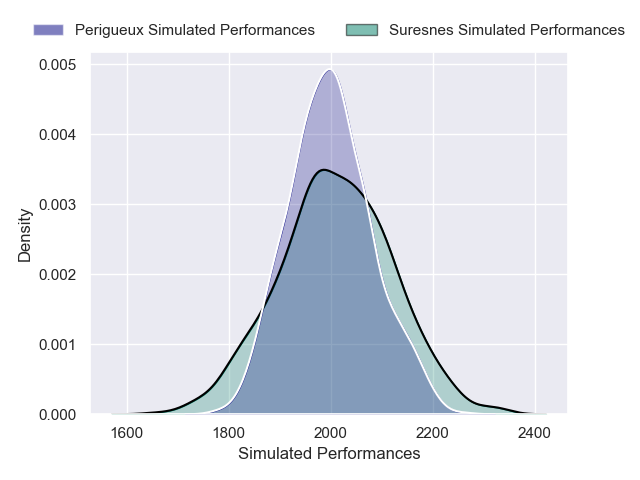 Perigueux Simulated Performances
Suresnes Simulated Performances
0.005
0.004
0.003
0.002
0.001
0.000
Density
1600
1800
2000
2200
2400
Simulated Performances